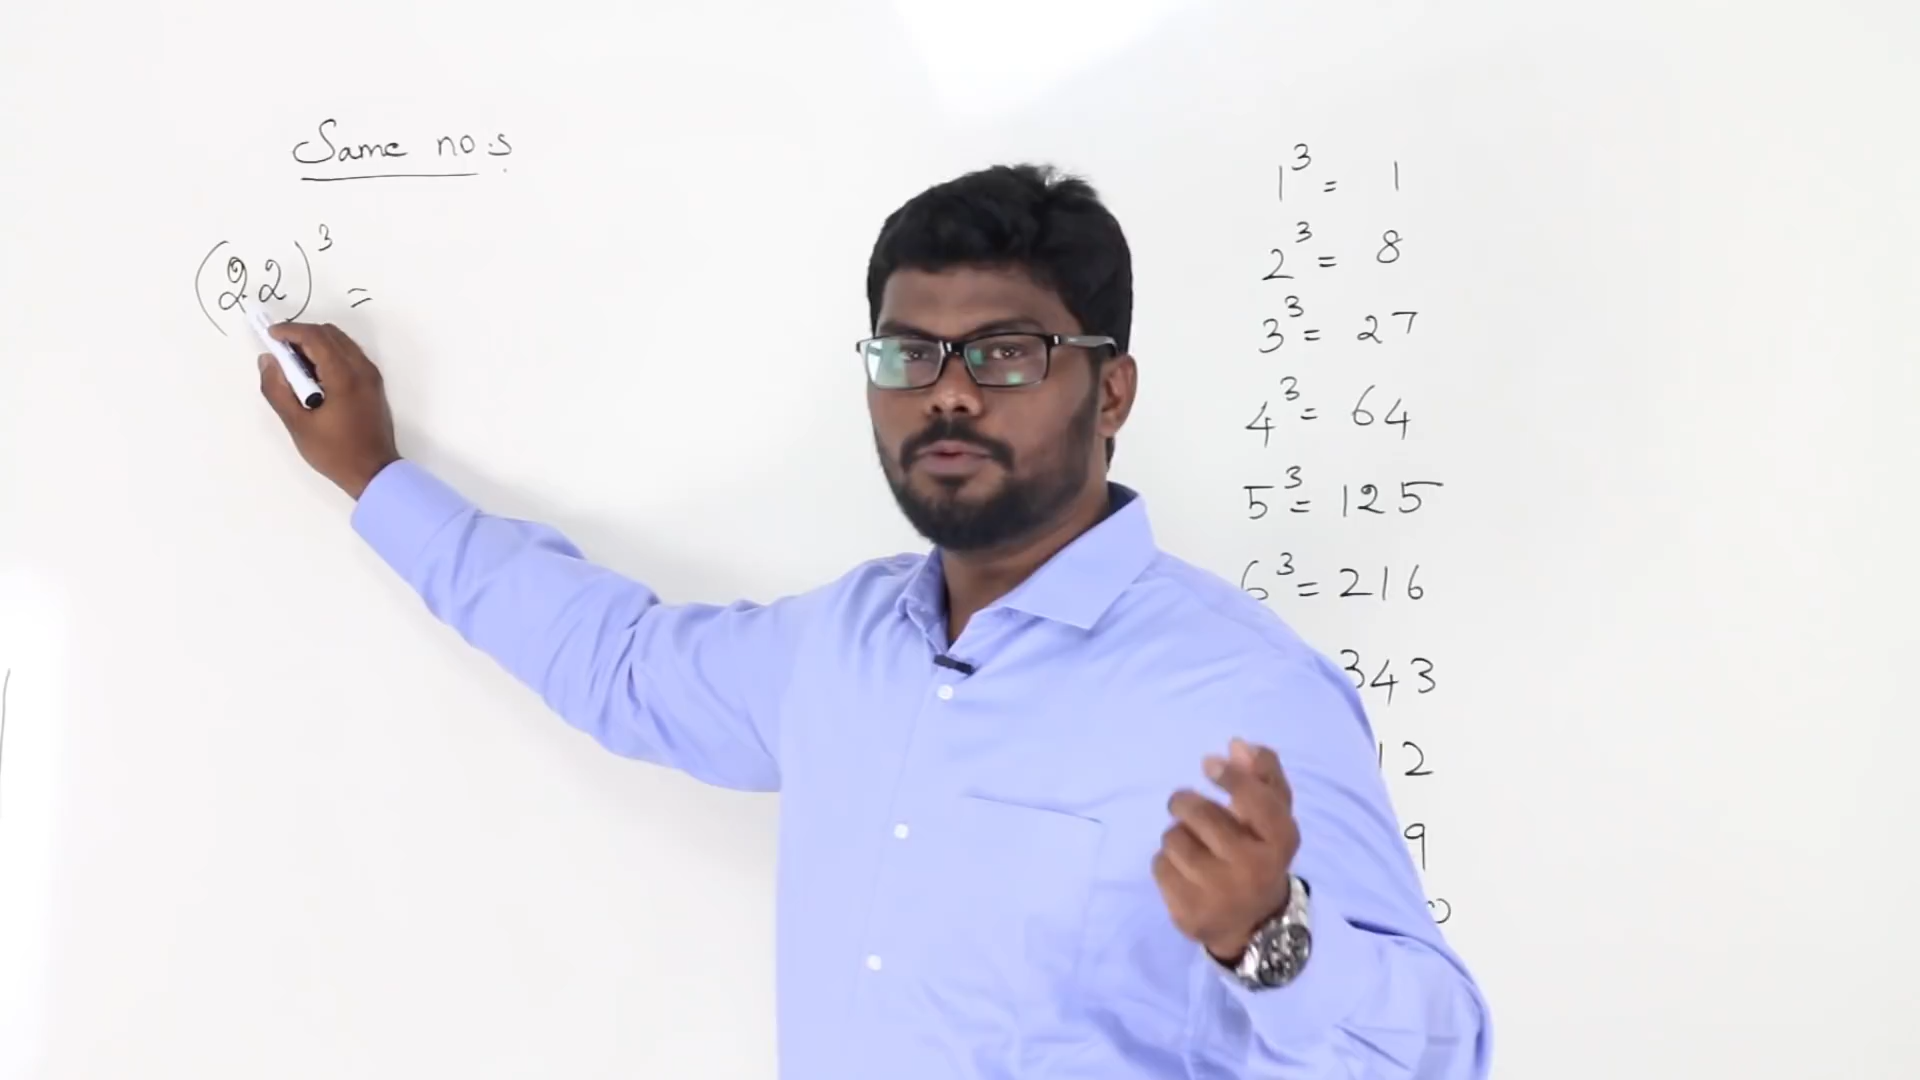 Same no.s
(22)³ =
1³ = 1
2³ = 8
3³ = 27
4³ = 64
5³ = 125
6³ = 216
343
12
9
0